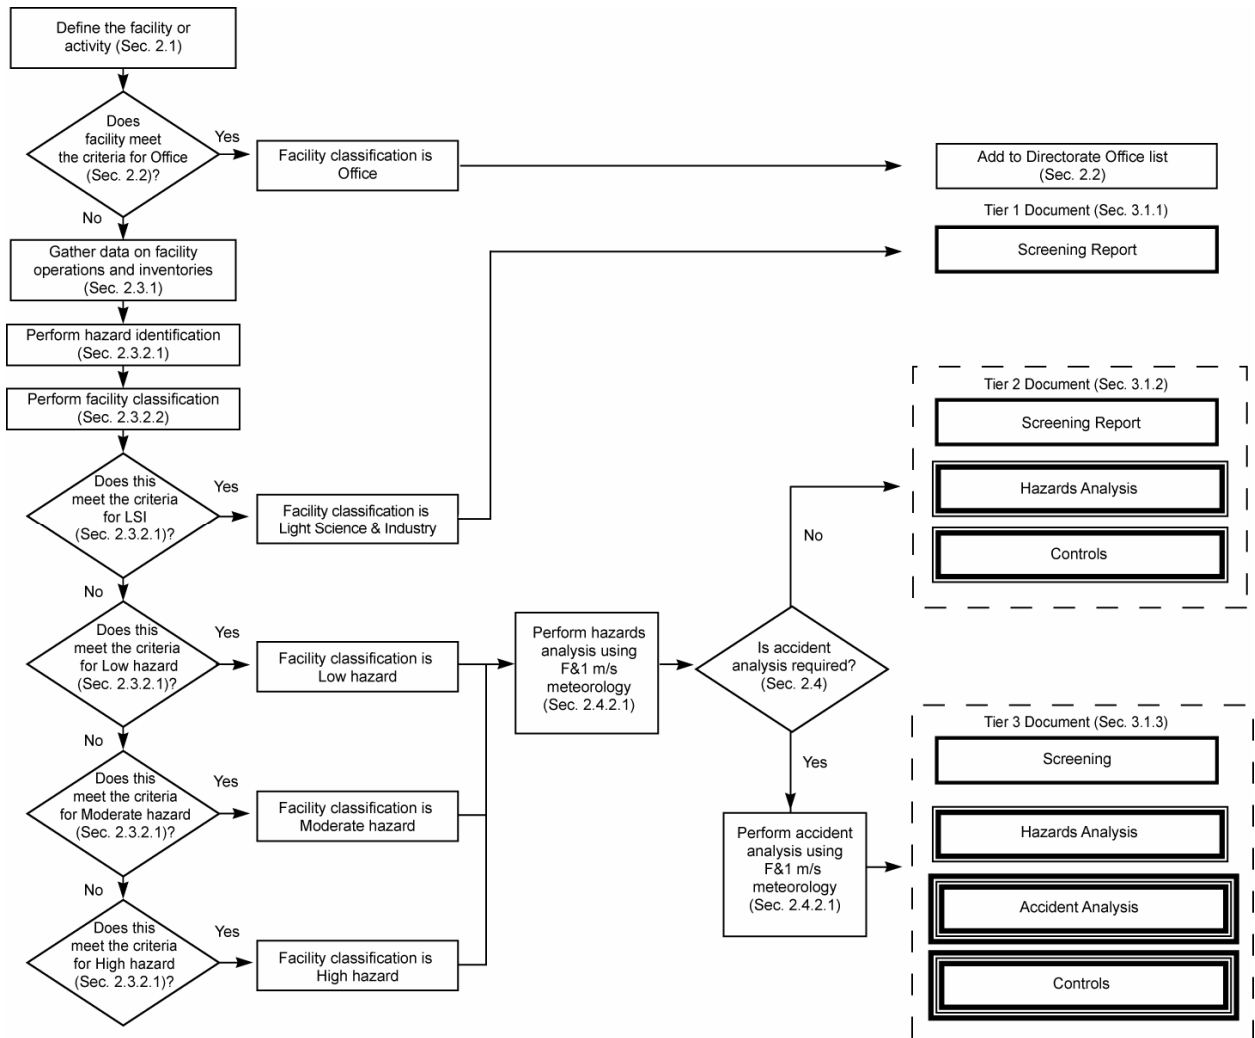 Define the facility or
activity (Sec. 2.1)
Does
facility meet
the criteria for Office
(Sec. 2.2)?
Yes
Facility classification is
Office
Add to Directorate Office list
(Sec. 2.2)
No
Tier 1 Document (Sec. 3.1.1)
Screening Report
Gather data on facility
operations and inventories
(Sec. 2.3.1)
Perform hazard identification
(Sec. 2.3.2.1)
Perform facility classification
(Sec. 2.3.2.2)
Does this
meet the criteria
for LSI
(Sec. 2.3.2.1)?
Yes
Facility classification is
Light Science & Industry
No
Does this
meet the criteria
for Low hazard
(Sec. 2.3.2.1)?
Yes
Facility classification is
Low hazard
No
Does this
meet the criteria
for Moderate hazard
(Sec. 2.3.2.1)?
Yes
Facility classification is
Moderate hazard
No
Does this
meet the criteria
for High hazard
(Sec. 2.3.2.1)?
Yes
Facility classification is
High hazard
Perform hazards
analysis using
F&1 m/s
meteorology
(Sec. 2.4.2.1)
Is accident
analysis required?
(Sec. 2.4)
No
Tier 2 Document (Sec. 3.1.2)
Screening Report
Hazards Analysis
Controls
Yes
Perform accident
analysis using
F&1 m/s
meteorology
(Sec. 2.4.2.1)
Tier 3 Document (Sec. 3.1.3)
Screening
Hazards Analysis
Accident Analysis
Controls